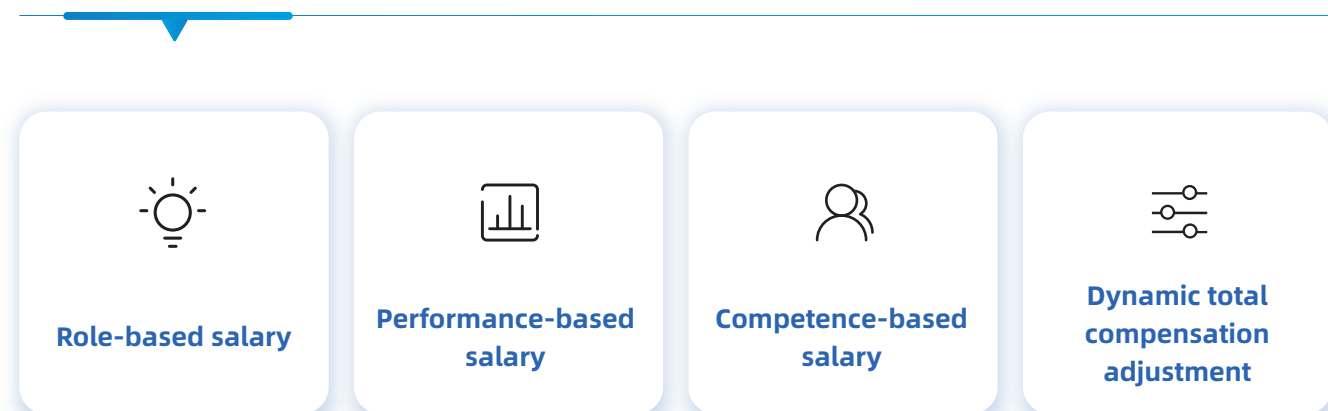 Role-based salary
Performance-based
salary
Competence-based
salary
Dynamic total
compensation
adjustment